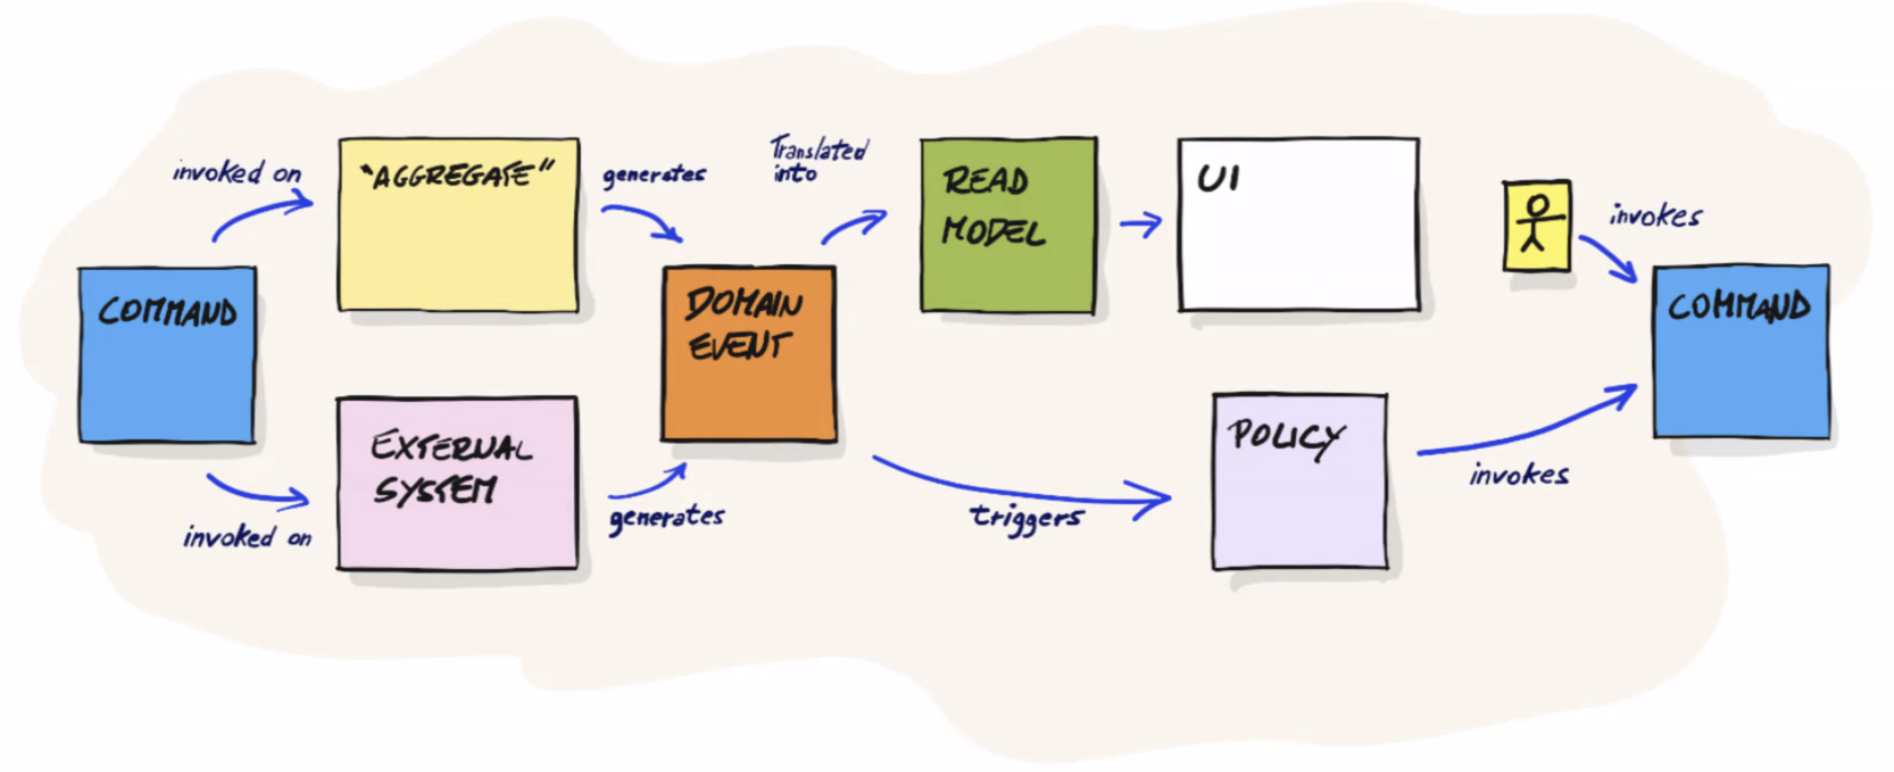 invoked on
"AGGREGATE"
generates
Translated
into
READ
MODEL
UI
invokes
COMMAND
DOMAIN
EVENT
COMMAND
EXTERNAL
SYSTEM
invoked on
generates
triggers
POLICY
invokes